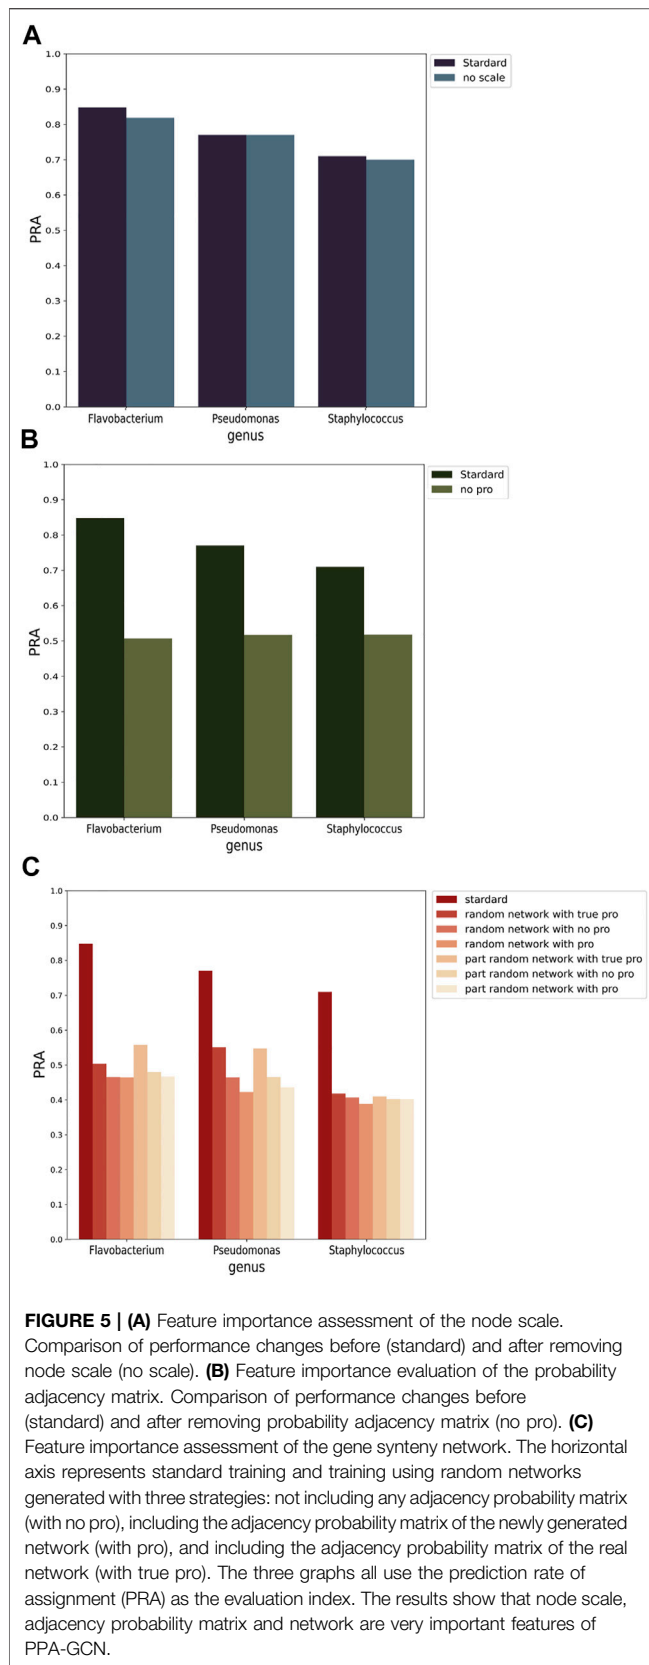 A
1.0
0.9
0.8
0.7
0.6
0.5
0.4
0.3
0.2
0.1
0.0
PRA
Stardard
no scale
Flavobacterium Pseudomonas Staphylococcus
genus
B
1.0
0.9
0.8
0.7
0.6
0.5
0.4
0.3
0.2
0.1
0.0
PRA
Stardard
no pro
Flavobacterium Pseudomonas Staphylococcus
genus
C
1.0
0.9
0.8
0.7
0.6
0.5
0.4
0.3
0.2
0.1
0.0
PRA
stardard
random network with true pro
random network with no pro
random network with pro
part random network with true pro
part random network with no pro
part random network with pro
Flavobacterium Pseudomonas Staphylococcus
genus
FIGURE 5 | (A) Feature importance assessment of the node scale.
Comparison of performance changes before (standard) and after removing
node scale (no scale). (B) Feature importance evaluation of the probability
adjacency matrix. Comparison of performance changes before
(standard) and after removing probability adjacency matrix (no pro). (C)
Feature importance assessment of the gene synteny network. The horizontal
axis represents standard training and training using random networks
generated with three strategies: not including any adjacency probability matrix
(with no pro), including the adjacency probability matrix of the newly generated
network (with pro), and including the adjacency probability matrix of the real
network (with true pro). The three graphs all use the prediction rate of
assignment (PRA) as the evaluation index. The results show that node scale,
adjacency probability matrix and network are very important features of
PPA-GCN.